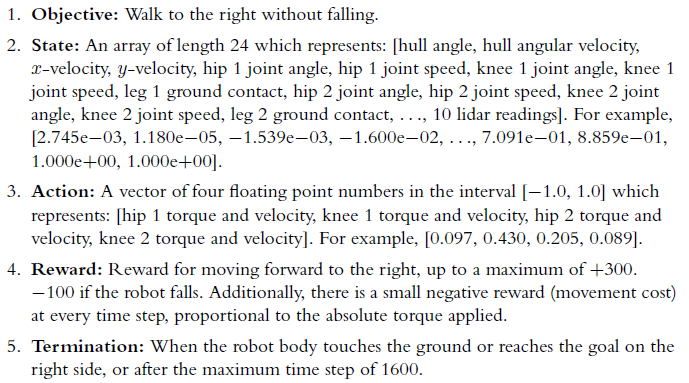 1. Objective: Walk to the right without falling.
2. State: An array of length 24 which represents: [hull angle, hull angular velocity,
x-velocity, y-velocity, hip 1 joint angle, hip 1 joint speed, knee 1 joint angle, knee 1
joint speed, leg 1 ground contact, hip 2 joint angle, hip 2 joint speed, knee 2 joint
angle, knee 2 joint speed, leg 2 ground contact, . . ., 10 lidar readings]. For example,
[2.745e−03, 1.180e−05, −1.539e−03, −1.600e−02, . . ., 7.091e−01, 8.859e−01,
1.000e+00, 1.000e+00].
3. Action: A vector of four floating point numbers in the interval [−1.0, 1.0] which
represents: [hip 1 torque and velocity, knee 1 torque and velocity, hip 2 torque and
velocity, knee 2 torque and velocity]. For example, [0.097, 0.430, 0.205, 0.089].
4. Reward: Reward for moving forward to the right, up to a maximum of +300.
−100 if the robot falls. Additionally, there is a small negative reward (movement cost)
at every time step, proportional to the absolute torque applied.
5. Termination: When the robot body touches the ground or reaches the goal on the
right side, or after the maximum time step of 1600.